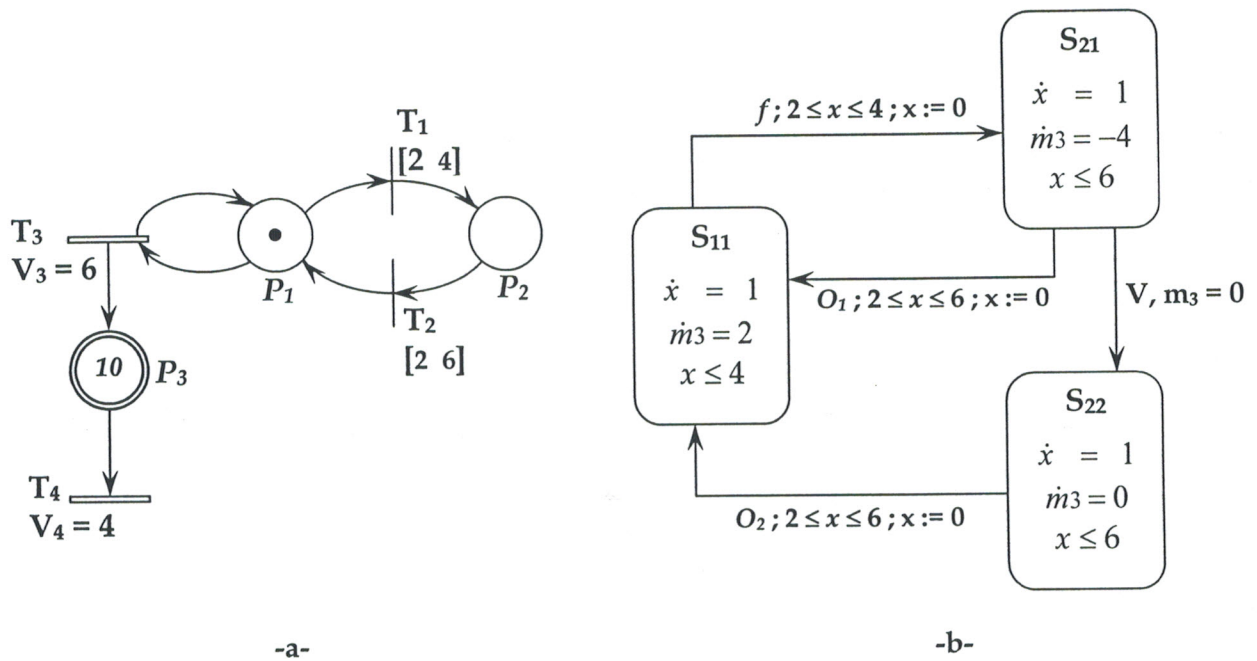 T1
[2 4]
T3
V3 = 6
P1
P2
T2
[2 6]
10
P3
T4
V4 = 4
-a-
S21
ẋ = 1
ṁ3 = −4
x ≤ 6
f ; 2 ≤ x ≤ 4 ; x := 0
S11
ẋ = 1
ṁ3 = 2
x ≤ 4
O1 ; 2 ≤ x ≤ 6 ; x := 0
V, m3 = 0
S22
ẋ = 1
ṁ3 = 0
x ≤ 6
O2 ; 2 ≤ x ≤ 6 ; x := 0
-b-